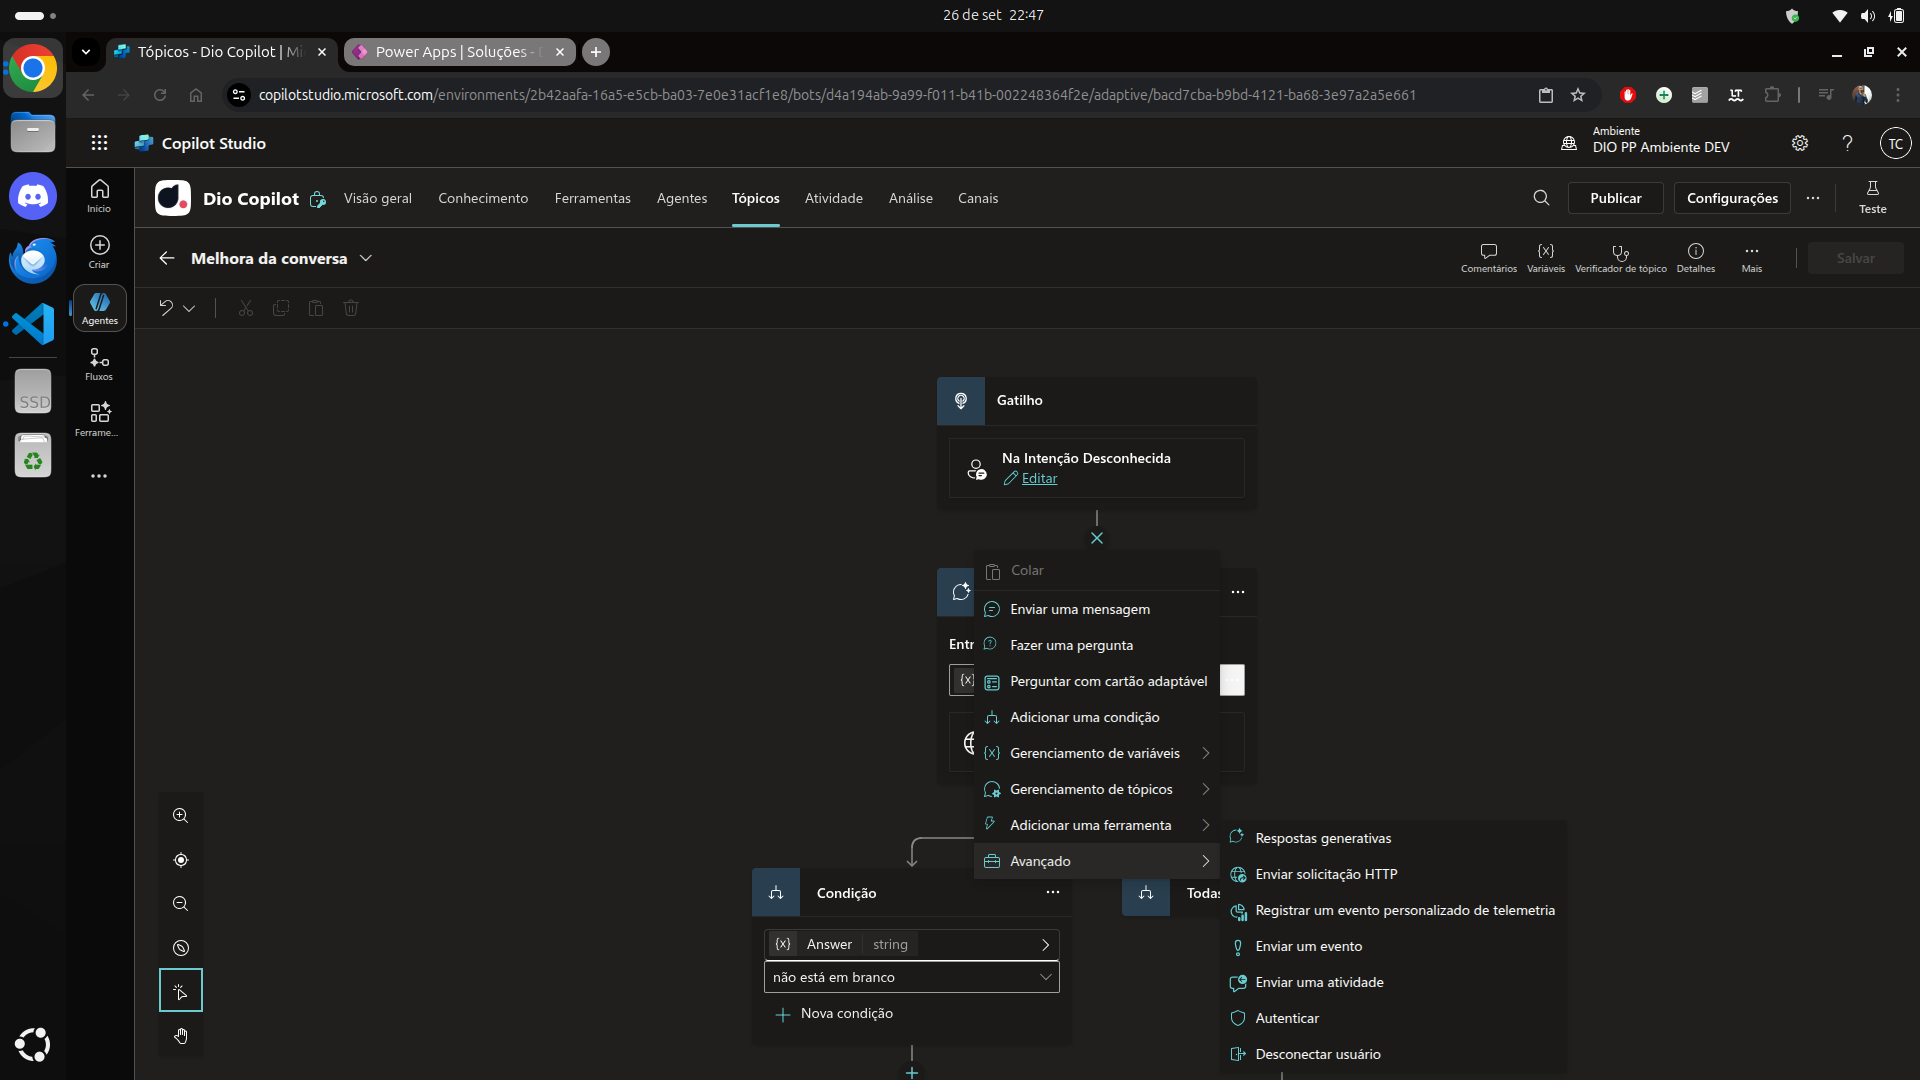 26 de set 22:47
Tópicos - Dio Copilot | Mi
Power Apps | Soluções - D
copilotstudio.microsoft.com/environments/2b42aafa-16a5-e5cb-ba03-7e0e31acf1e8/bots/d4a194ab-9a99-f011-b41b-002248364f2e/adaptive/bacd7cba-b9bd-4121-ba68-3e97a2a5e661
Copilot Studio
Ambiente
DIO PP Ambiente DEV
TC
Início
Criar
Agentes
Fluxos
Ferrame...
SSD
Dio Copilot
Visão geral
Conhecimento
Ferramentas
Agentes
Tópicos
Atividade
Análise
Canais
Publicar
Configurações
Teste
Melhora da conversa
Comentários
Variáveis
Verificador de tópico
Detalhes
Mais
Salvar
Gatilho
Na Intenção Desconhecida
Editar
Entr
{x}
Colar
Enviar uma mensagem
Fazer uma pergunta
Perguntar com cartão adaptável
Adicionar uma condição
Gerenciamento de variáveis
Gerenciamento de tópicos
Adicionar uma ferramenta
Avançado
Respostas generativas
Enviar solicitação HTTP
Registrar um evento personalizado de telemetria
Enviar um evento
Enviar uma atividade
Autenticar
Desconectar usuário
Condição
Todas
{x} Answer string
não está em branco
Nova condição